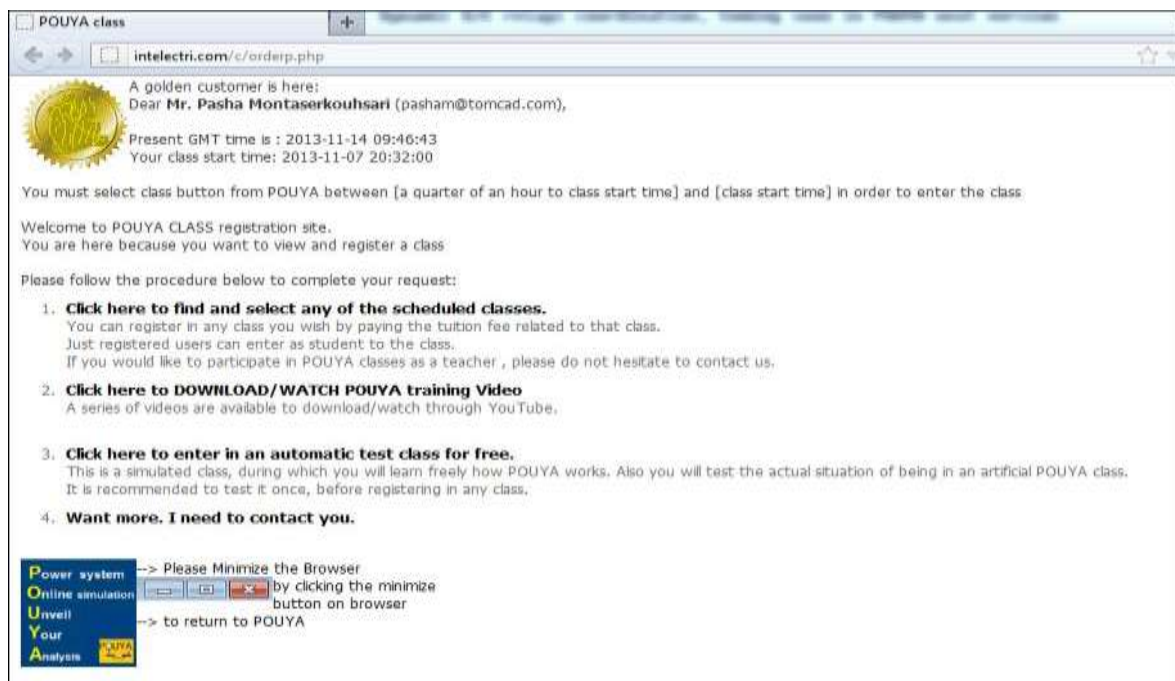 POUYA class
intelectri.com/c/orderp.php
A golden customer is here:
Dear Mr. Pasha Montaserkouhsari (pasham@tomcad.com),
Present GMT time is : 2013-11-14 09:46:43
Your class start time: 2013-11-07 20:32:00
You must select class button from POUYA between [a quarter of an hour to class start time] and [class start time] in order to enter the class
Welcome to POUYA CLASS registration site.
You are here because you want to view and register a class
Please follow the procedure below to complete your request:
1. Click here to find and select any of the scheduled classes.
You can register in any class you wish by paying the tuition fee related to that class.
Just registered users can enter as student to the class.
If you would like to participate in POUYA classes as a teacher , please do not hesitate to contact us.
2. Click here to DOWNLOAD/WATCH POUYA training Video
A series of videos are available to download/watch through YouTube.
3. Click here to enter in an automatic test class for free.
This is a simulated class, during which you will learn freely how POUYA works. Also you will test the actual situation of being in an artificial POUYA class.
It is recommended to test it once, before registering in any class.
4. Want more. I need to contact you.
Power system
Online simulation
Unveil
Your
Analysis
POUYA
--> Please Minimize the Browser
by clicking the minimize
button on browser
--> to return to POUYA